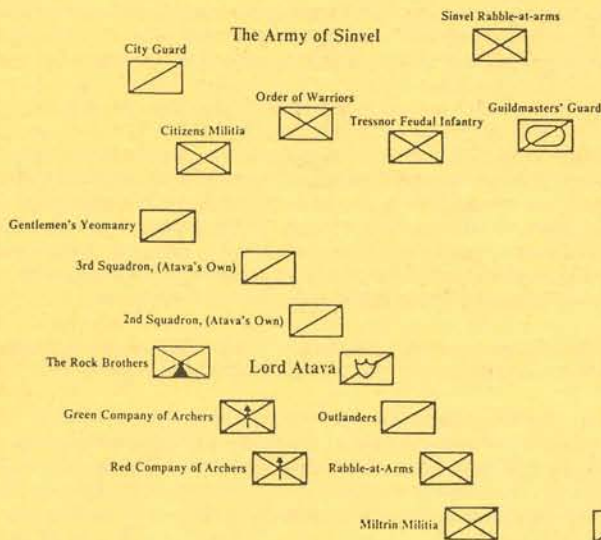 Sinvel Rabble-at-arms
The Army of Sinvel
City Guard
Order of Warriors
Guildmasters' Guard
Tressnor Feudal Infantry
Citizens Militia
Gentlemen's Yeomanry
3rd Squadron, (Atava's Own)
2nd Squadron, (Atava's Own)
The Rock Brothers
Lord Atava
Green Company of Archers
Outlanders
Red Company of Archers
Rabble-at-Arms
Miltrin Militia